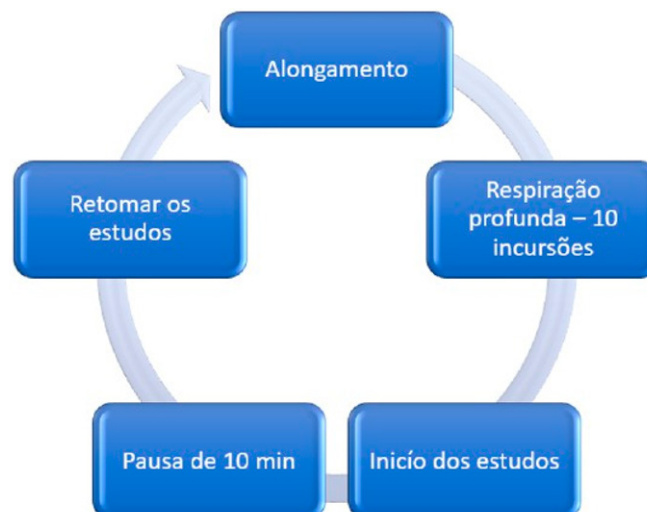 Alongamento
Respiração
profunda – 10
incursões
Inicío dos estudos
Pausa de 10 min
Retomar os
estudos